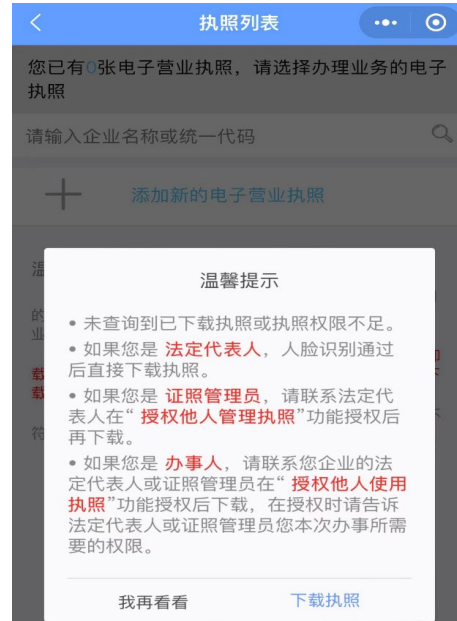 执照列表
您已有0张电子营业执照，请选择办理业务的电子
执照
请输入企业名称或统一代码
添加新的电子营业执照
温
的
业
载
载
符
温馨提示
• 未查询到已下载执照或执照权限不足。
• 如果您是 法定代表人，人脸识别通过
后直接下载执照。
• 如果您是 证照管理员，请联系法定代
表人在“ 授权他人管理执照”功能授权后
再下载。
• 如果您是 办事人，请联系您企业的法
定代表人或证照管理员在“ 授权他人使用
执照”功能授权后下载，在授权时请告诉
法定代表人或证照管理员您本次办事所需
要的权限。
我再看看
下载执照